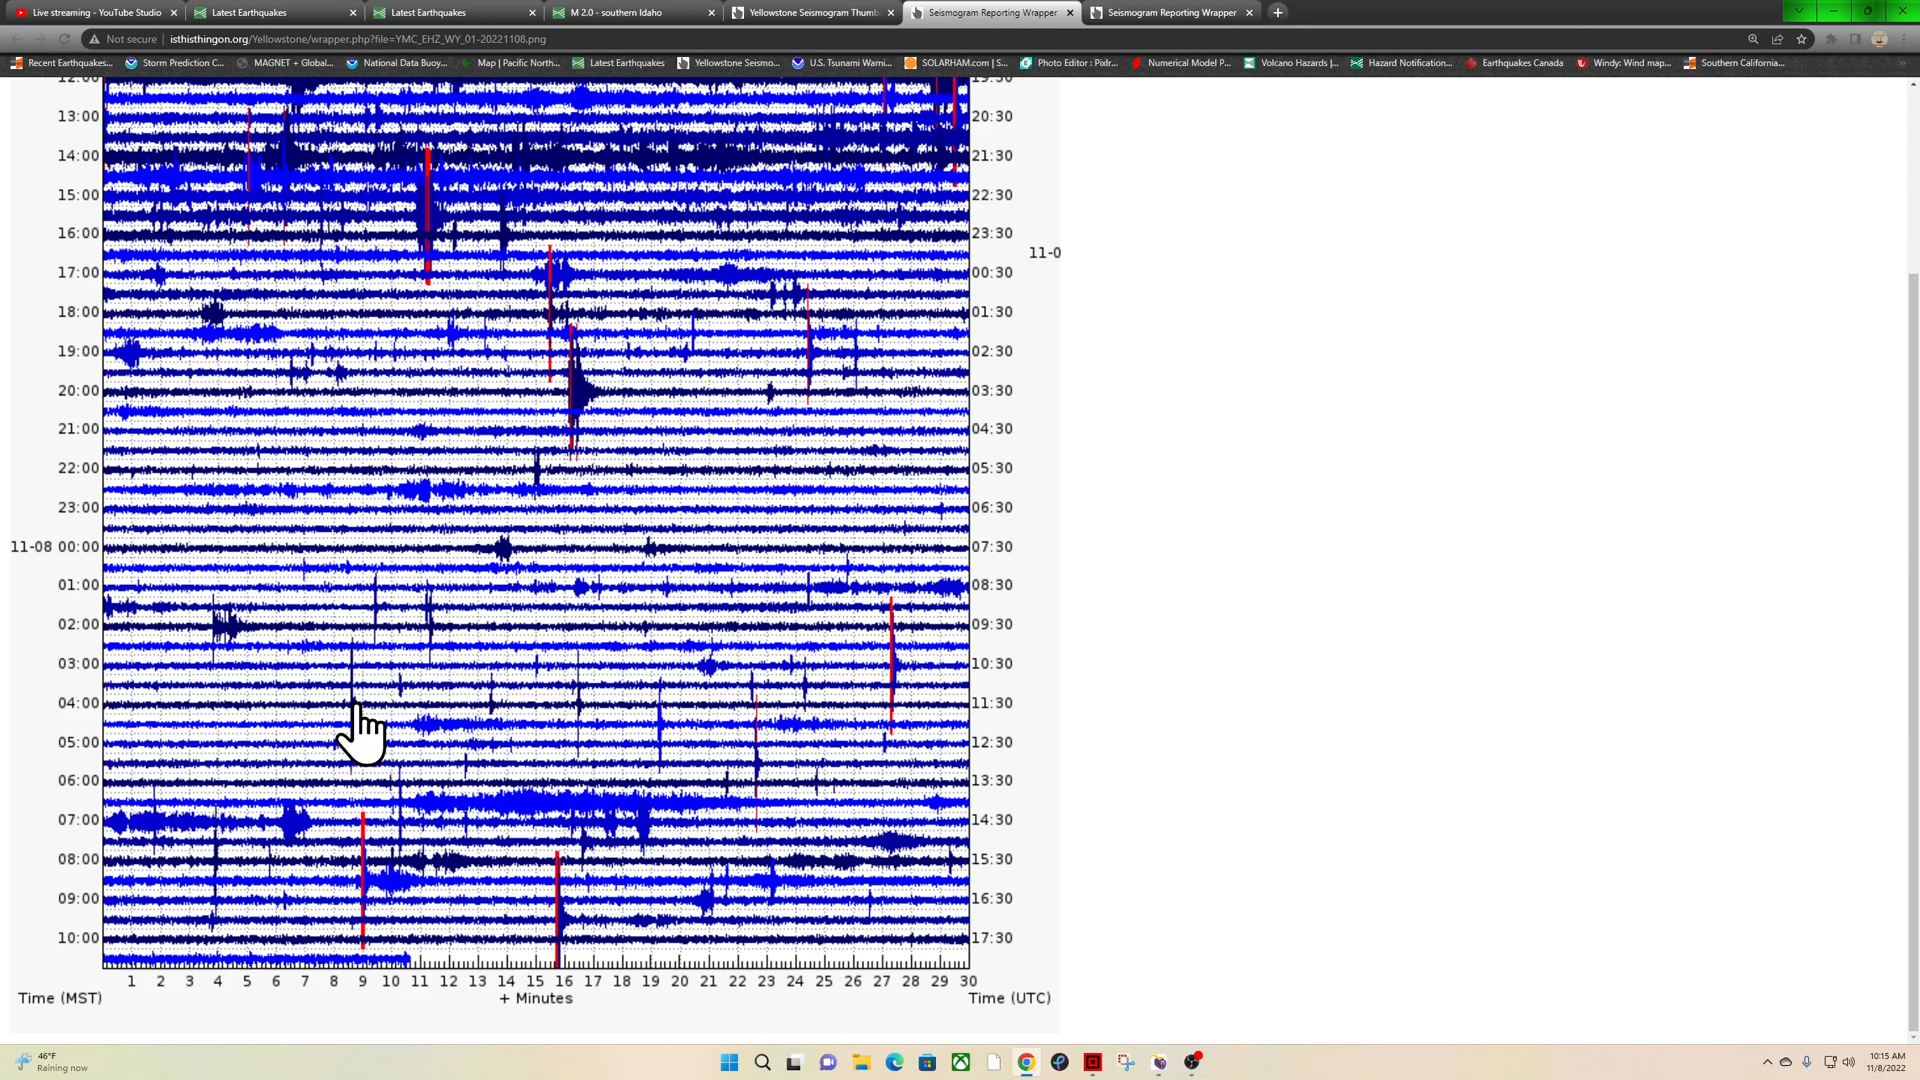 Live streaming - YouTube Studio
Latest Earthquakes
Latest Earthquakes
M 2.0 - southern Idaho
Yellowstone Seismogram Thumb
Seismogram Reporting Wrapper
Seismogram Reporting Wrapper
Not secure
isthisthingon.org/Yellowstone/wrapper.php?file=YMC_EHZ_WY_01-20221108.png
Recent Earthquakes...
Storm Prediction C...
MAGNET + Global...
National Data Buoy...
Map | Pacific North...
Latest Earthquakes
Yellowstone Seismo...
U.S. Tsunami Warni...
SOLARHAM.com | S...
Photo Editor : Pixlr...
Numerical Model P...
Volcano Hazards |...
Hazard Notification...
Earthquakes Canada
Windy: Wind map...
Southern California...
12:00 19:30
13:00 20:30
14:00 21:30
15:00 22:30
16:00 23:30
11-0
17:00 00:30
18:00 01:30
19:00 02:30
20:00 03:30
21:00 04:30
22:00 05:30
23:00 06:30
11-08 00:00 07:30
01:00 08:30
02:00 09:30
03:00 10:30
04:00 11:30
05:00 12:30
06:00 13:30
07:00 14:30
08:00 15:30
09:00 16:30
10:00 17:30
1 2 3 4 5 6 7 8 9 10 11 12 13 14 15 16 17 18 19 20 21 22 23 24 25 26 27 28 29 30
Time (MST) + Minutes Time (UTC)
46°F
Raining now
10:15 AM
11/8/2022